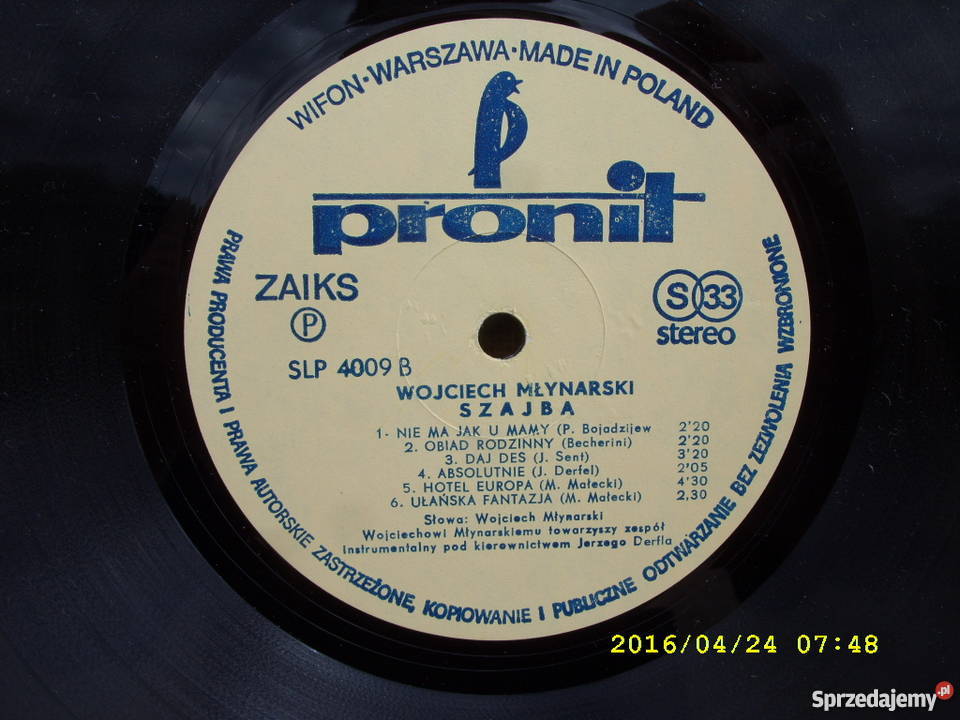 WIFON·WARSZAWA·MADE IN POLAND
pronit
ZAIKS
P
S 33
stereo
SLP 4009 B
WOJCIECH MŁYNARSKI
SZAJBA
1- NIE MA JAK U MAMY (P. Bojadzijew 2'20
2. OBIAD RODZINNY (Becherini) 2'20
3. DAJ DES (J. Sent) 3'20
4. ABSOLUTNIE (J. Derfel) 2'05
5. HOTEL EUROPA (M. Małecki) 4'30
6. UŁAŃSKA FANTAZJA (M. Małecki) 2,30
Słowa: Wojciech Młynarski
Wojciechowi Młynarskiemu towarzyszy zespół
instrumentalny pod kierownictwem Jerzego Derfla
PRAWA PRODUCENTA I PRAWA AUTORSKIE ZASTRZEŻONE, KOPIOWANIE I PUBLICZNE ODTWARZANIE BEZ ZEZWOLENIA WZBRONIONE
2016/04/24 07:48
Sprzedajemy.pl